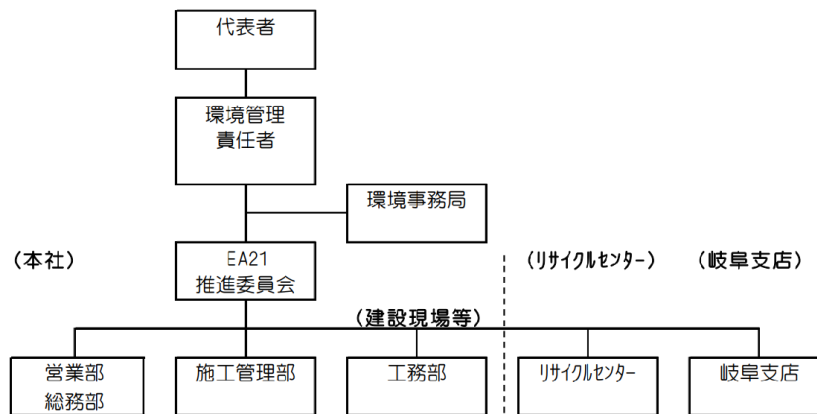 代表者
環境管理
責任者
環境事務局
(本社)
EA21
推進委員会
(ﾘｻｲｸﾙｾﾝﾀｰ)
(岐阜支店)
(建設現場等)
営業部
総務部
施工管理部
工務部
ﾘｻｲｸﾙｾﾝﾀｰ
岐阜支店